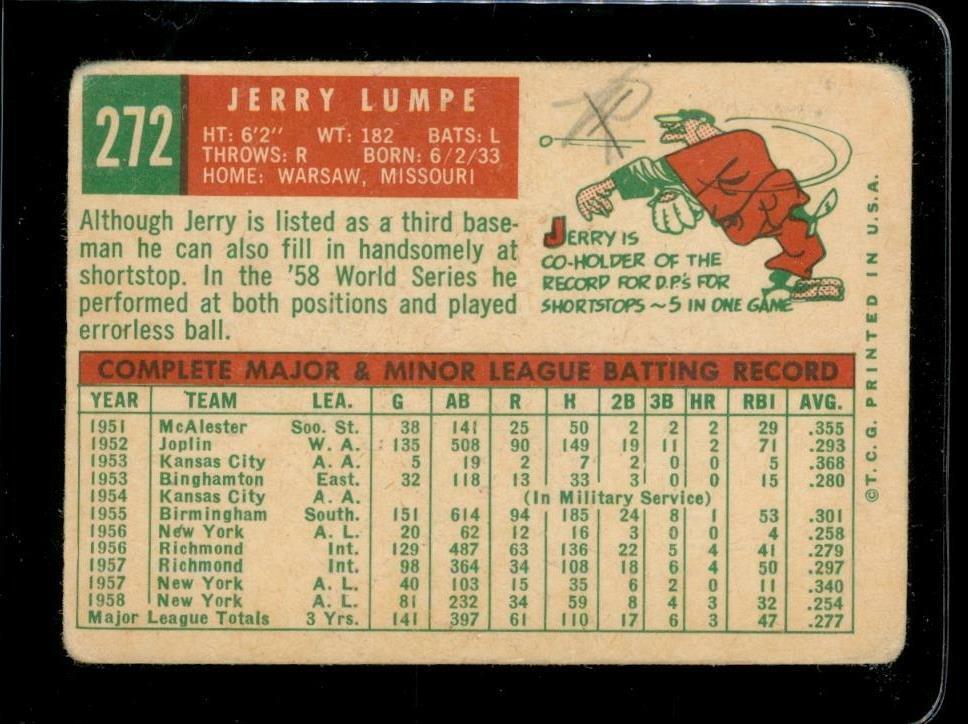 272
JERRY LUMPE
HT: 6'2" WT: 182 BATS: L
THROWS: R BORN: 6/2/33
HOME: WARSAW, MISSOURI
Although Jerry is listed as a third base-
man he can also fill in handsomely at
shortstop. In the '58 World Series he
performed at both positions and played
errorless ball.
JERRY IS
CO-HOLDER OF THE
RECORD FOR D.P.'S FOR
SHORTSTOPS~5 IN ONE GAME
COMPLETE MAJOR & MINOR LEAGUE BATTING RECORD
YEAR TEAM LEA. G AB R H 2B 3B HR RBI AVG.
1951 McAlester Soo. St. 38 141 25 50 2 2 2 29 .355
1952 Joplin W. A. 135 508 90 149 19 11 2 71 .293
1953 Kansas City A. A. 5 19 2 7 2 0 0 5 .368
1953 Binghamton East. 32 118 13 33 3 0 0 15 .280
1954 Kansas City A. A. (In Military Service)
1955 Birmingham South. 151 614 94 185 24 8 1 53 .301
1956 New York A. L. 20 62 12 16 3 0 0 4 .258
1956 Richmond Int. 129 487 63 136 22 5 4 41 .279
1957 Richmond Int. 98 364 34 108 18 6 4 50 .297
1957 New York A. L. 40 103 15 35 6 2 0 11 .340
1958 New York A. L. 81 232 34 59 8 4 3 32 .254
Major League Totals 3 Yrs. 141 397 61 110 17 6 3 47 .277
©T. C. G. PRINTED IN U.S.A.